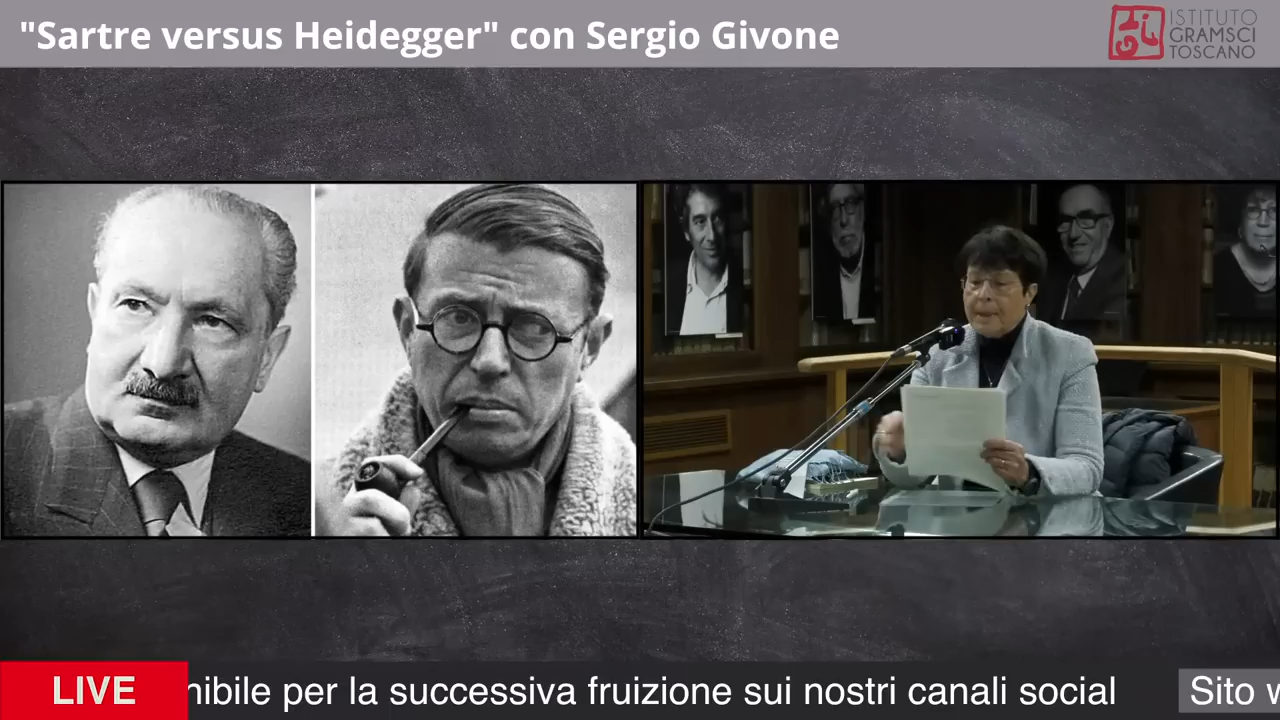 "Sartre versus Heidegger" con Sergio Givone
ISTITUTO
GRAMSCI
TOSCANO
LIVE
nibile per la successiva fruizione sui nostri canali social
Sito